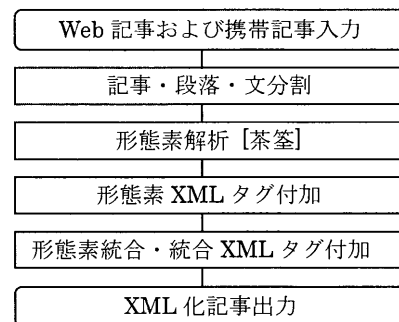 Web 記事および携帯記事入力
記事・段落・文分割
形態素解析［茶筌］
形態素 XML タグ付加
形態素統合・統合 XML タグ付加
XML 化記事出力